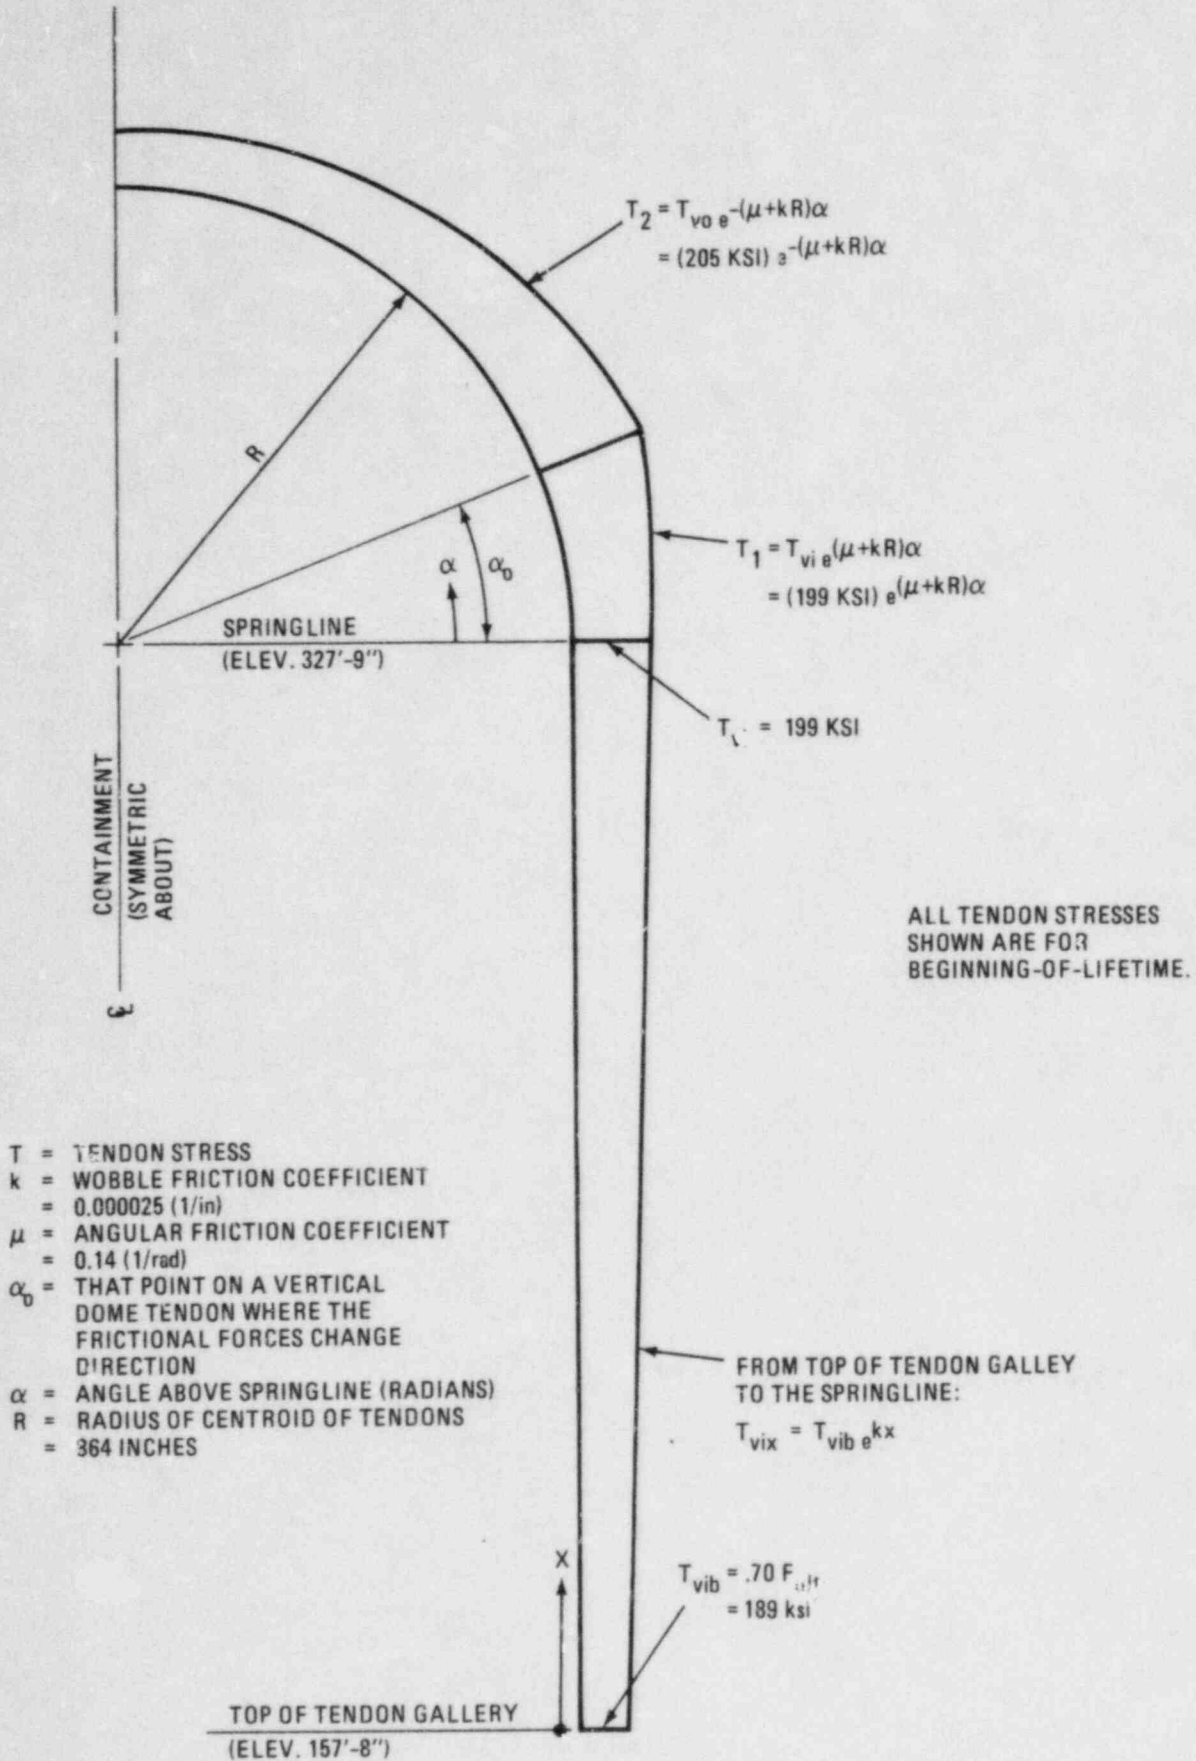 T2 = Tvo e-(μ+kR)α
= (205 KSI) e-(μ+kR)α
R
α
α0
T1 = Tvi e(μ+kR)α
= (199 KSI) e(μ+kR)α
SPRINGLINE
(ELEV. 327'-9")
= 199 KSI
CONTAINMENT
(SYMMETRIC
ABOUT)
℄
ALL TENDON STRESSES
SHOWN ARE FOR
BEGINNING-OF-LIFETIME.
T = TENDON STRESS
k = WOBBLE FRICTION COEFFICIENT
= 0.000025 (1/in)
μ = ANGULAR FRICTION COEFFICIENT
= 0.14 (1/rad)
α0 = THAT POINT ON A VERTICAL
DOME TENDON WHERE THE
FRICTIONAL FORCES CHANGE
DIRECTION
α = ANGLE ABOVE SPRINGLINE (RADIANS)
R = RADIUS OF CENTROID OF TENDONS
= INCHES
FROM TOP OF TENDON GALLEY
TO THE SPRINGLINE:
Tvix = Tvib ekx
X
Tvib = .70
= 189 ksi
TOP OF TENDON GALLERY
(ELEV. 157'-8")